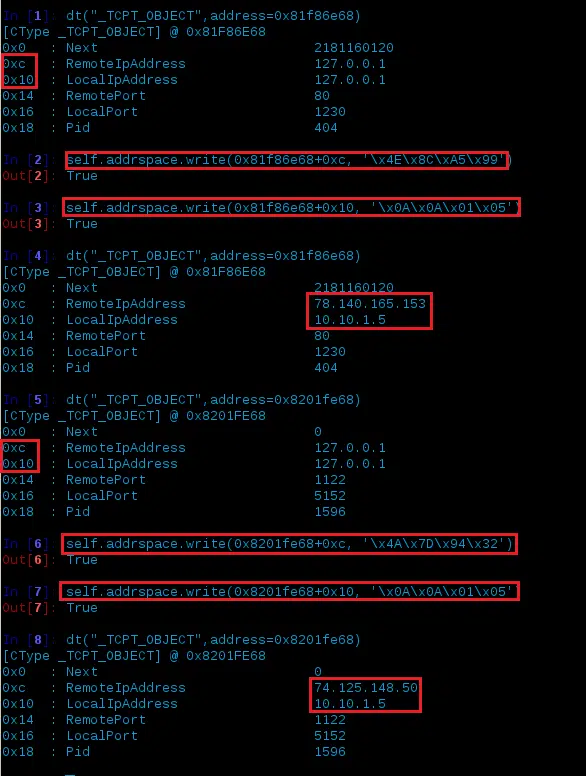 In [1]: dt("_TCPT_OBJECT",address=0x81f86e68)
[CType _TCPT_OBJECT] @ 0x81F86E68
0x0   : Next                           2181160120
0xc   : RemoteIpAddress                127.0.0.1
0x10  : LocalIpAddress                 127.0.0.1
0x14  : RemotePort                     80
0x16  : LocalPort                      1230
0x18  : Pid                            404
In [2]: self.addrspace.write(0x81f86e68+0xc, '\x4E\x8C\xA5\x99')
Out[2]: True
In [3]: self.addrspace.write(0x81f86e68+0x10, '\x0A\x0A\x01\x05')
Out[3]: True
In [4]: dt("_TCPT_OBJECT",address=0x81f86e68)
[CType _TCPT_OBJECT] @ 0x81F86E68
0x0   : Next                           2181160120
0xc   : RemoteIpAddress                78.140.165.153
0x10  : LocalIpAddress                 10.10.1.5
0x14  : RemotePort                     80
0x16  : LocalPort                      1230
0x18  : Pid                            404
In [5]: dt("_TCPT_OBJECT",address=0x8201fe68)
[CType _TCPT_OBJECT] @ 0x8201FE68
0x0   : Next                           0
0xc   : RemoteIpAddress                127.0.0.1
0x10  : LocalIpAddress                 127.0.0.1
0x14  : RemotePort                     1122
0x16  : LocalPort                      5152
0x18  : Pid                            1596
In [6]: self.addrspace.write(0x8201fe68+0xc, '\x4A\x7D\x94\x32')
Out[6]: True
In [7]: self.addrspace.write(0x8201fe68+0x10, '\x0A\x0A\x01\x05'
Out[7]: True
In [8]: dt("_TCPT_OBJECT",address=0x8201fe68)
[CType _TCPT_OBJECT] @ 0x8201FE68
0x0   : Next                           0
0xc   : RemoteIpAddress                74.125.148.50
0x10  : LocalIpAddress                 10.10.1.5
0x14  : RemotePort                     1122
0x16  : LocalPort                      5152
0x18  : Pid                            1596